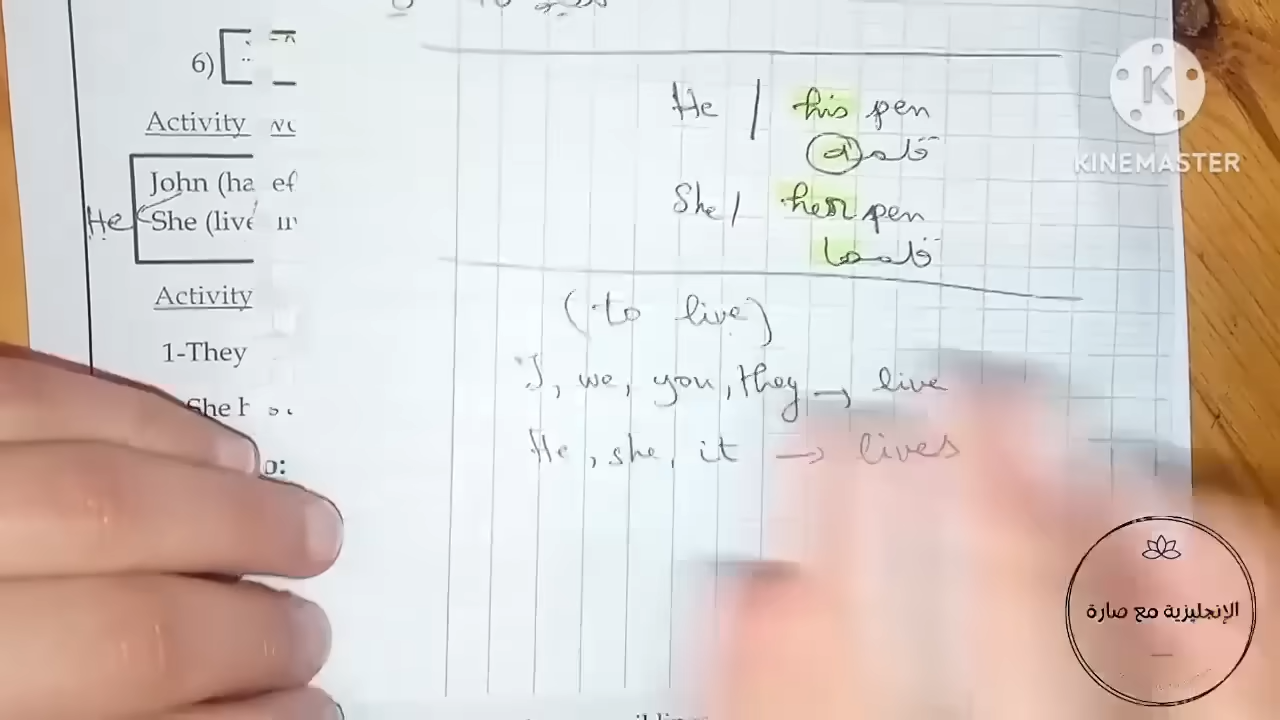 6)
Activity
John (ha
He
She (live
Activity
1-They
She h
o:
He / his pen
قلمه
She / her pen
قلمها
(to live)
I, we, you, they → live
He, she, it → lives
KINEMASTER
الإنجليزية مع صارة